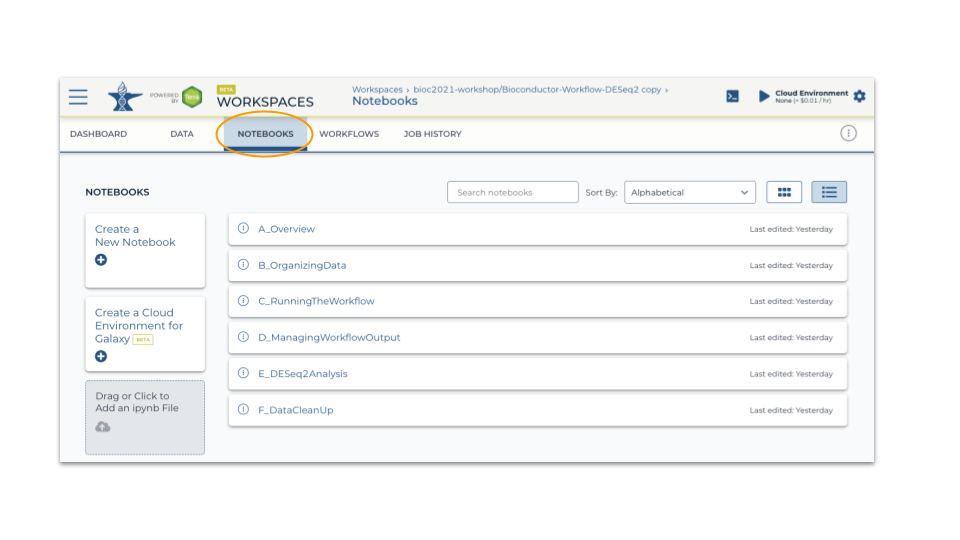 POWERED BY
Terra
BETA
WORKSPACES
Workspaces › bioc2021-workshop/Bioconductor-Workflow-DESeq2 copy ›
Notebooks
Cloud Environment
None (≈ $0.01 / hr)
DASHBOARD DATA NOTEBOOKS WORKFLOWS JOB HISTORY
NOTEBOOKS
Search notebooks
Sort By: Alphabetical
Create a
New Notebook
Create a Cloud
Environment for
Galaxy BETA
Drag or Click to
Add an ipynb File
A_Overview Last edited: Yesterday
B_OrganizingData Last edited: Yesterday
C_RunningTheWorkflow Last edited: Yesterday
D_ManagingWorkflowOutput Last edited: Yesterday
E_DESeq2Analysis Last edited: Yesterday
F_DataCleanUp Last edited: Yesterday